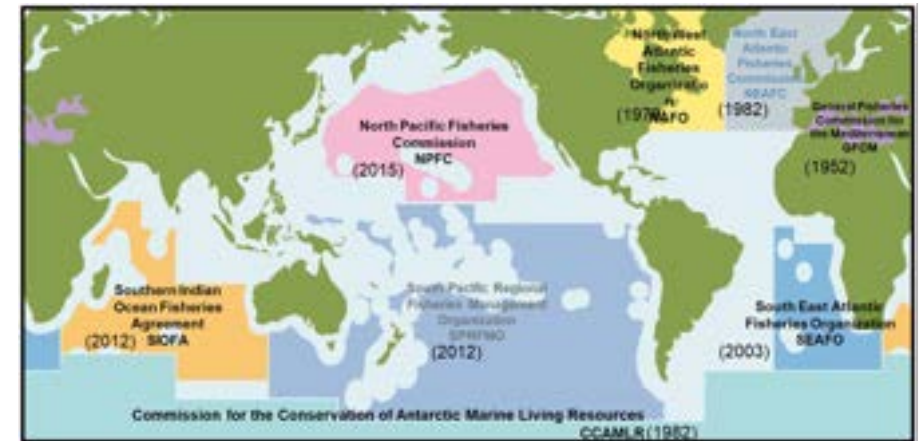 North West
Atlantic
Fisheries
Organizatio
n
NAFO
(1979)
North East
Atlantic
Fisheries
Commission
NEAFC
(1982)
General Fisheries
Commission for
the Mediterranean
GFCM
(1952)
North Pacific Fisheries
Commission
NPFC
(2015)
Southern Indian
Ocean Fisheries
Agreement
SIOFA
(2012)
South Pacific Regional
Fisheries Management
Organization
SPRFMO
(2012)
South East Atlantic
Fisheries Organization
SEAFO
(2003)
Commission for the Conservation of Antarctic Marine Living Resources
CCAMLR (1982)